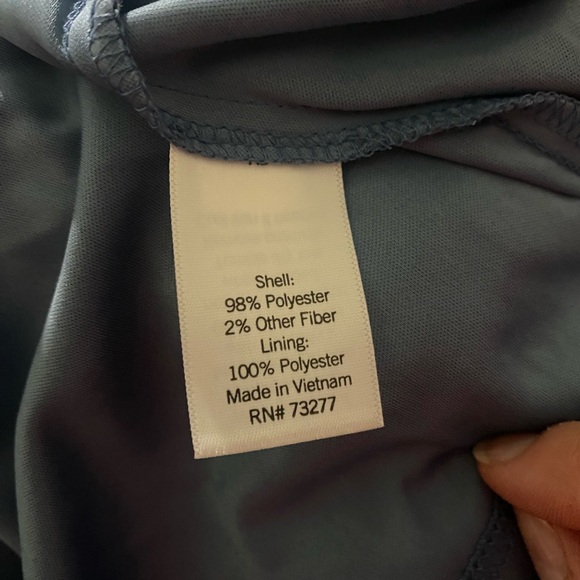 Shell:
98% Polyester
2% Other Fiber
Lining:
100% Polyester
Made in Vietnam
RN# 73277